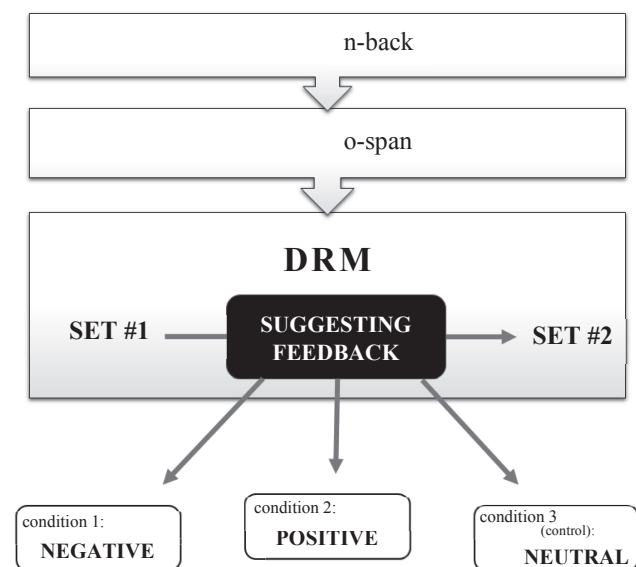 n-back
o-span
DRM
SET #1
SUGGESTING
FEEDBACK
SET #2
condition 1:
NEGATIVE
condition 2:
POSITIVE
condition 3
(control):
NEUTRAL